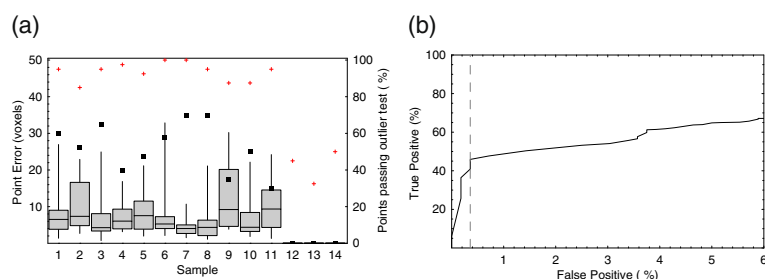 (a)
50
40
30
20
10
Point Error (voxels)
100
80
60
40
20
0
Points passing outlier test ( %)
1 2 3 4 5 6 7 8 9 10 11 12 13 14
Sample
(b)
100
80
60
40
20
True Positive (%)
1 2 3 4 5 6
False Positive ( %)